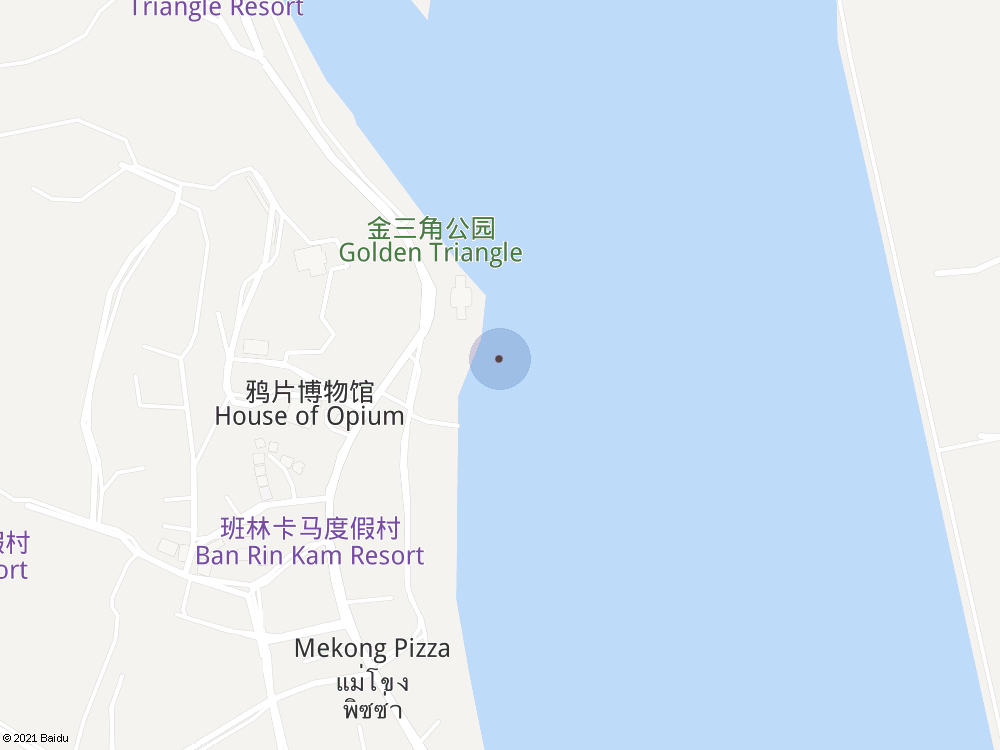 Triangle Resort
金三角公园
Golden Triangle
鸦片博物馆
House of Opium
班林卡马度假村
Ban Rin Kam Resort
假村
ort
Mekong Pizza
แม่โขง
พิซซ่า
© 2021 Baidu